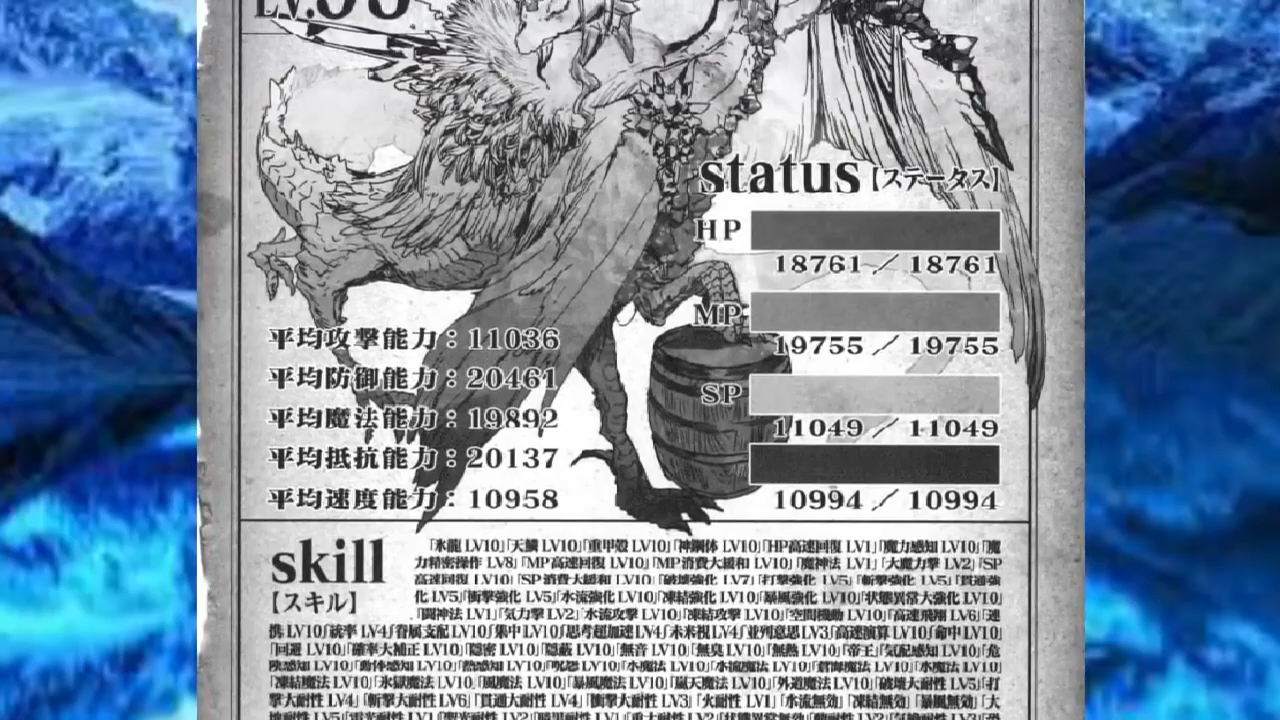 LV.
status【ステータス】
HP
18761／18761
MP
19755／19755
SP
11049／11049
10994／10994
平均攻撃能力：11036
平均防御能力：20461
平均魔法能力：19892
平均抵抗能力：20137
平均速度能力：10958
skill
【スキル】
「氷龍 LV10」「天鱗 LV10」「重甲殻 LV10」「神鋼体 LV10」「HP高速回復 LV1」「魔力感知 LV10」「魔
力精密操作 LV8」「MP高速回復 LV10」「MP消費大緩和 LV10」「魔神法 LV1」「大魔力撃 LV2」「SP
高速回復 LV10」「SP消費大緩和 LV10」「破壊強化 LV7」「打撃強化 LV5」「斬撃強化 LV5」「貫通強
化 LV5」「衝撃強化 LV5」「水流強化 LV10」「凍結強化 LV10」「暴風強化 LV10」「状態異常大強化 LV10」
「闘神法 LV1」「気力撃 LV2」「水流攻撃 LV10」「凍結攻撃 LV10」「空間機動 LV10」「高速飛翔 LV6」「連
携 LV10」「統率 LV4」「眷属支配 LV10」「集中 LV10」「思考超加速 LV4」「未来視 LV4」「並列意思 LV3」「高速演算 LV10」「命中 LV10」
「回避 LV10」「確率大補正 LV10」「隠密 LV10」「隠蔽 LV10」「無音 LV10」「無臭 LV10」「無熱 LV10」「帝王」「気配感知 LV10」「危
険感知 LV10」「動体感知 LV10」「熱感知 LV10」「呪怨 LV10」「水魔法 LV10」「水流魔法 LV10」「蒼海魔法 LV10」「氷魔法 LV10」
「凍結魔法 LV10」「氷獄魔法 LV10」「風魔法 LV10」「暴風魔法 LV10」「嵐天魔法 LV10」「外道魔法 LV10」「破壊大耐性 LV5」「打
撃大耐性 LV4」「斬撃大耐性 LV6」「貫通大耐性 LV4」「衝撃大耐性 LV3」「火耐性 LV1」「水流無効」「凍結無効」「暴風無効」「大